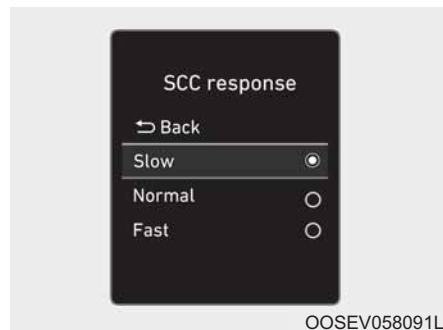 SCC response
Back
Slow
Normal
Fast
OOSEV058091L